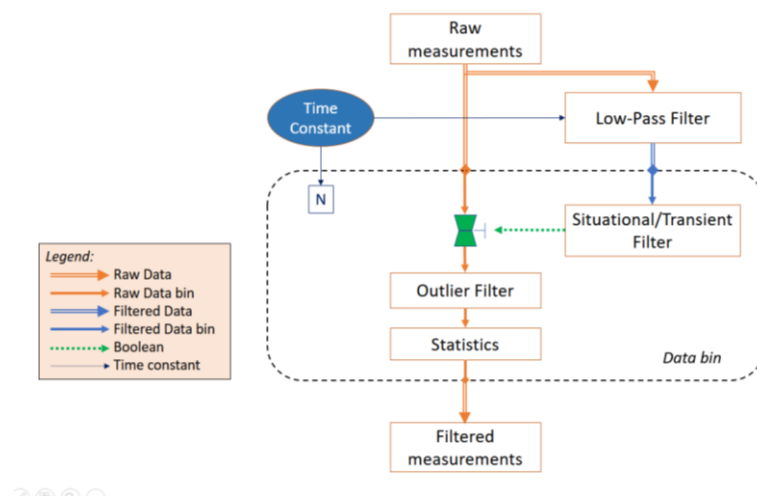 Raw
measurements
Time
Constant
Low-Pass Filter
N
Situational/Transient
Filter
Legend:
Raw Data
Raw Data bin
Filtered Data
Filtered Data bin
Boolean
Time constant
Outlier Filter
Statistics
Data bin
Filtered
measurements